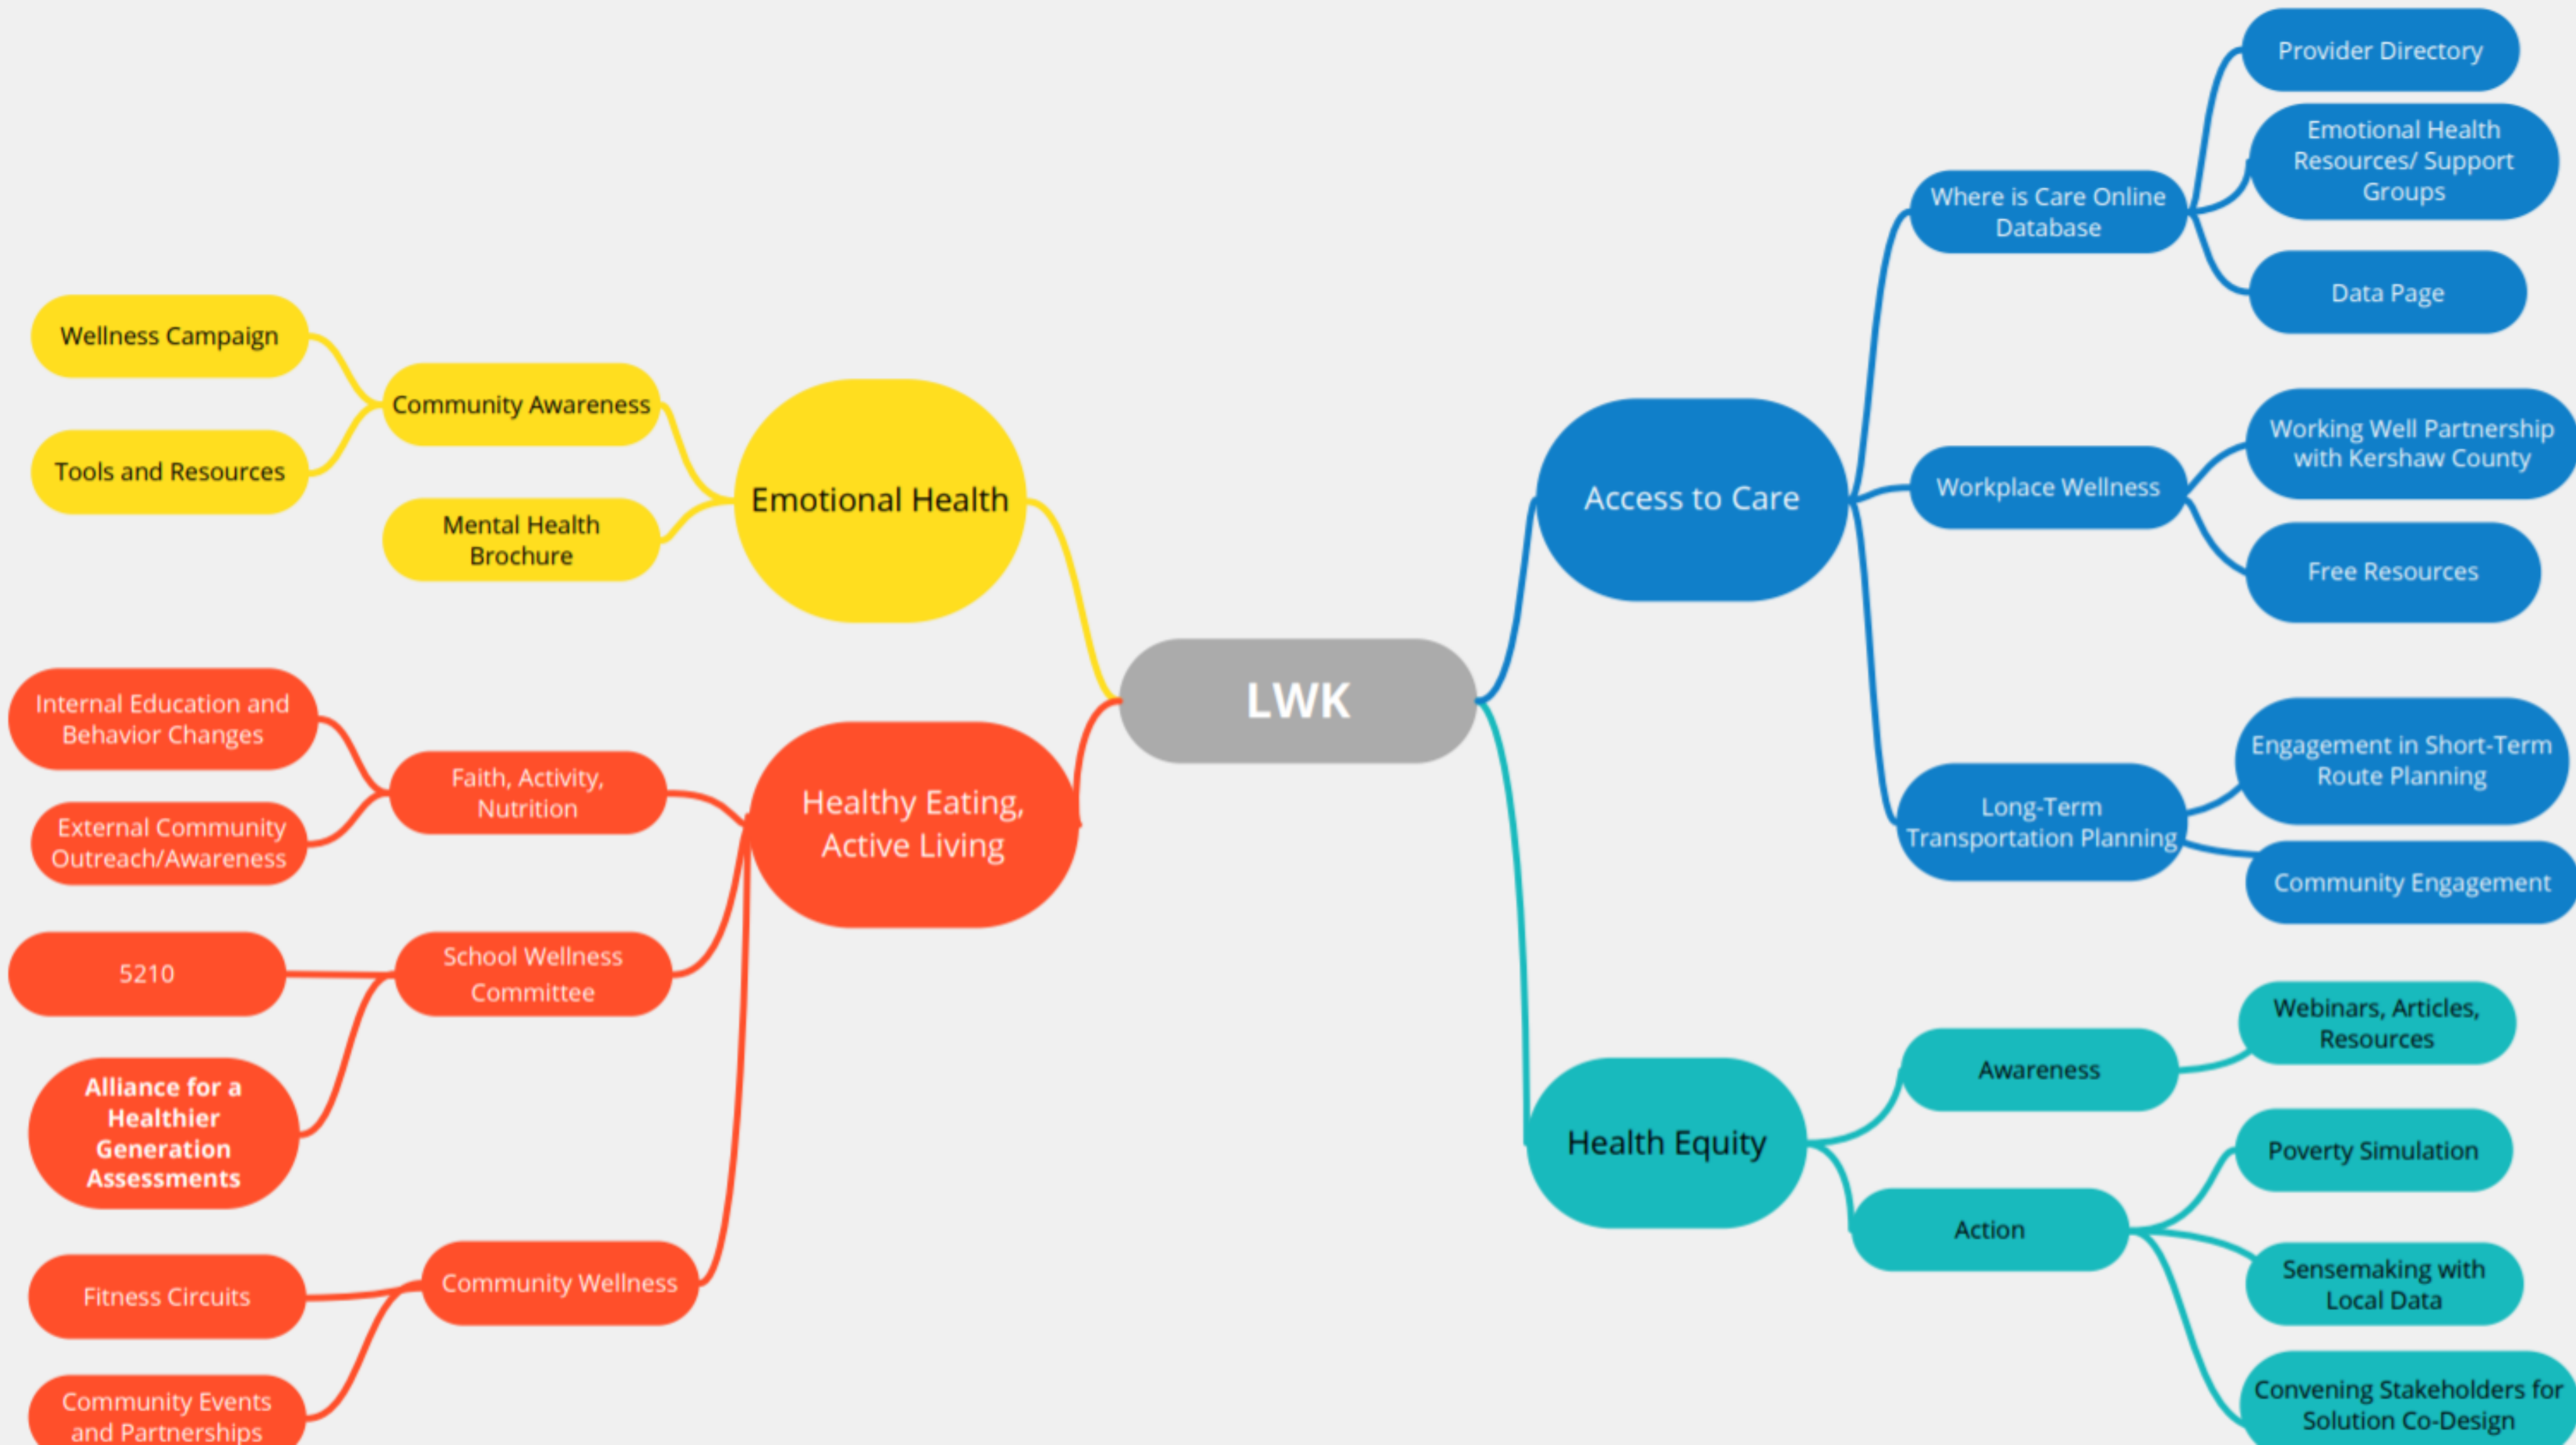 LWK
Emotional Health
Community Awareness
Wellness Campaign
Tools and Resources
Mental Health
Brochure
Healthy Eating,
Active Living
Faith, Activity,
Nutrition
Internal Education and
Behavior Changes
External Community
Outreach/Awareness
School Wellness
Committee
5210
Alliance for a
Healthier
Generation
Assessments
Community Wellness
Fitness Circuits
Community Events
and Partnerships
Access to Care
Where is Care Online
Database
Provider Directory
Emotional Health
Resources/ Support
Groups
Data Page
Workplace Wellness
Working Well Partnership
with Kershaw County
Free Resources
Long-Term
Transportation Planning
Engagement in Short-Term
Route Planning
Community Engagement
Health Equity
Awareness
Webinars, Articles,
Resources
Action
Poverty Simulation
Sensemaking with
Local Data
Convening Stakeholders for
Solution Co-Design